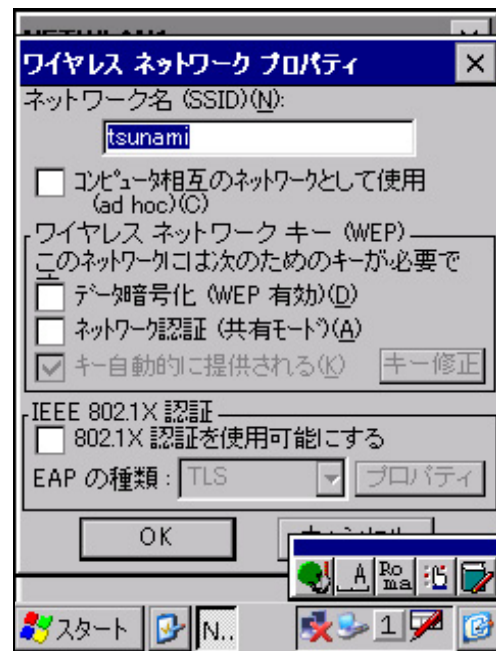 ワイヤレス ネットワーク プロパティ
ネットワーク名 (SSID)(N):
tsunami
コンピュータ相互のネットワークとして使用
(ad hoc)(C)
ワイヤレス ネットワーク キー (WEP)
このネットワークには次のためのキーが必要で
データ暗号化 (WEP 有効)(D)
ネットワーク認証 (共有モード)(A)
キー自動的に提供される(K)
キー修正
IEEE 802.1X 認証
802.1X 認証を使用可能にする
EAP の種類 : TLS
プロパティ
OK
A
Ro
ma
スタート
N..
1